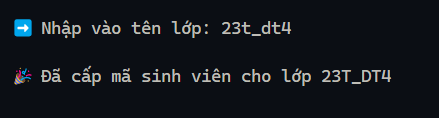 ➡️ Nhập vào tên lớp: 23t_dt4
🎉 Đã cấp mã sinh viên cho lớp 23T_DT4